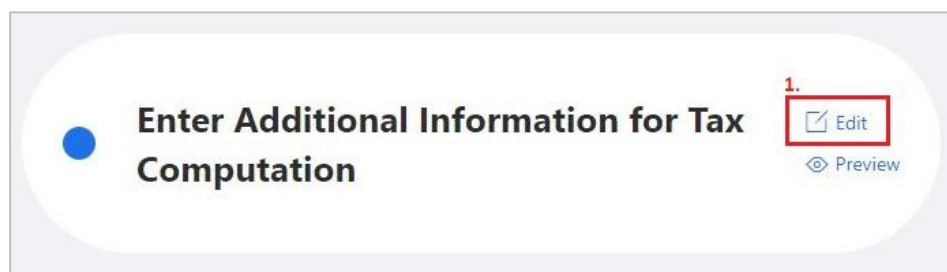 1.
Enter Additional Information for Tax
Computation
Edit
Preview